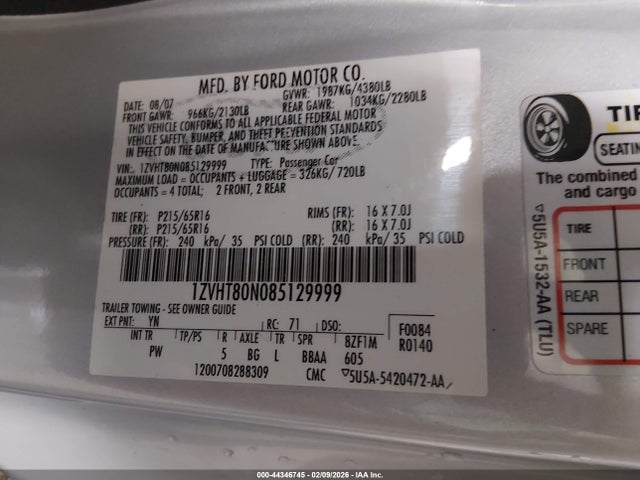 MFD. BY FORD MOTOR CO.
DATE: 08/07 GVWR: 1987KG/4380LB
FRONT GAWR: 966KG/2130LB REAR GAWR: 1034KG/2280LB
THIS VEHICLE CONFORMS TO ALL APPLICABLE FEDERAL MOTOR
VEHICLE SAFETY, BUMPER, AND THEFT PREVENTION STANDARDS
IN EFFECT ON THE DATE OF MANUFACTURE SHOWN ABOVE.
VIN: 1ZVHT80N085129999 TYPE: Passenger Car
MAXIMUM LOAD = OCCUPANTS + LUGGAGE = 326KG/720LB
OCCUPANTS = 4 TOTAL; 2 FRONT, 2 REAR
TIRE (FR): P215/65R16 RIMS (FR): 16 X 7.0J
(RR): P215/65R16 (RR): 16 X 7.0J
PRESSURE (FR): 240 kPa/ 35 PSI COLD (RR): 240 kPa/ 35 PSI COLD
1ZVHT80N085129999
TRAILER TOWING - SEE OWNER GUIDE
EXT PNT: YN RC: 71 DSO: F0084
INT TR TP/PS R AXLE TR SPR 8ZF1M R0140
PW 5 BG L BBAA 605
1200708288309 CMC ▽5U5A-5420472-AA
▽5U5A-1532-AA (TLU)
SEATIN
The combined
and cargo
TIRE
FRONT
REAR
SPARE
000-44346745 - 02/09/2026 - IAA Inc.